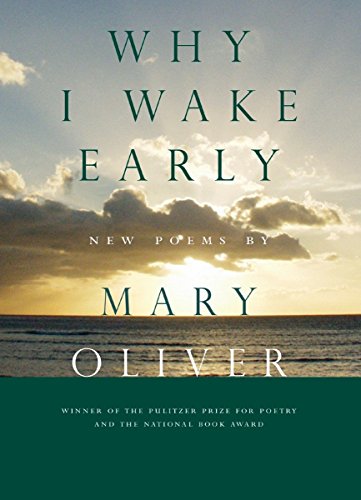 WHY
I WAKE
EARLY
NEW POEMS BY
MARY
OLIVER
WINNER OF THE PULITZER PRIZE FOR POETRY
AND THE NATIONAL BOOK AWARD